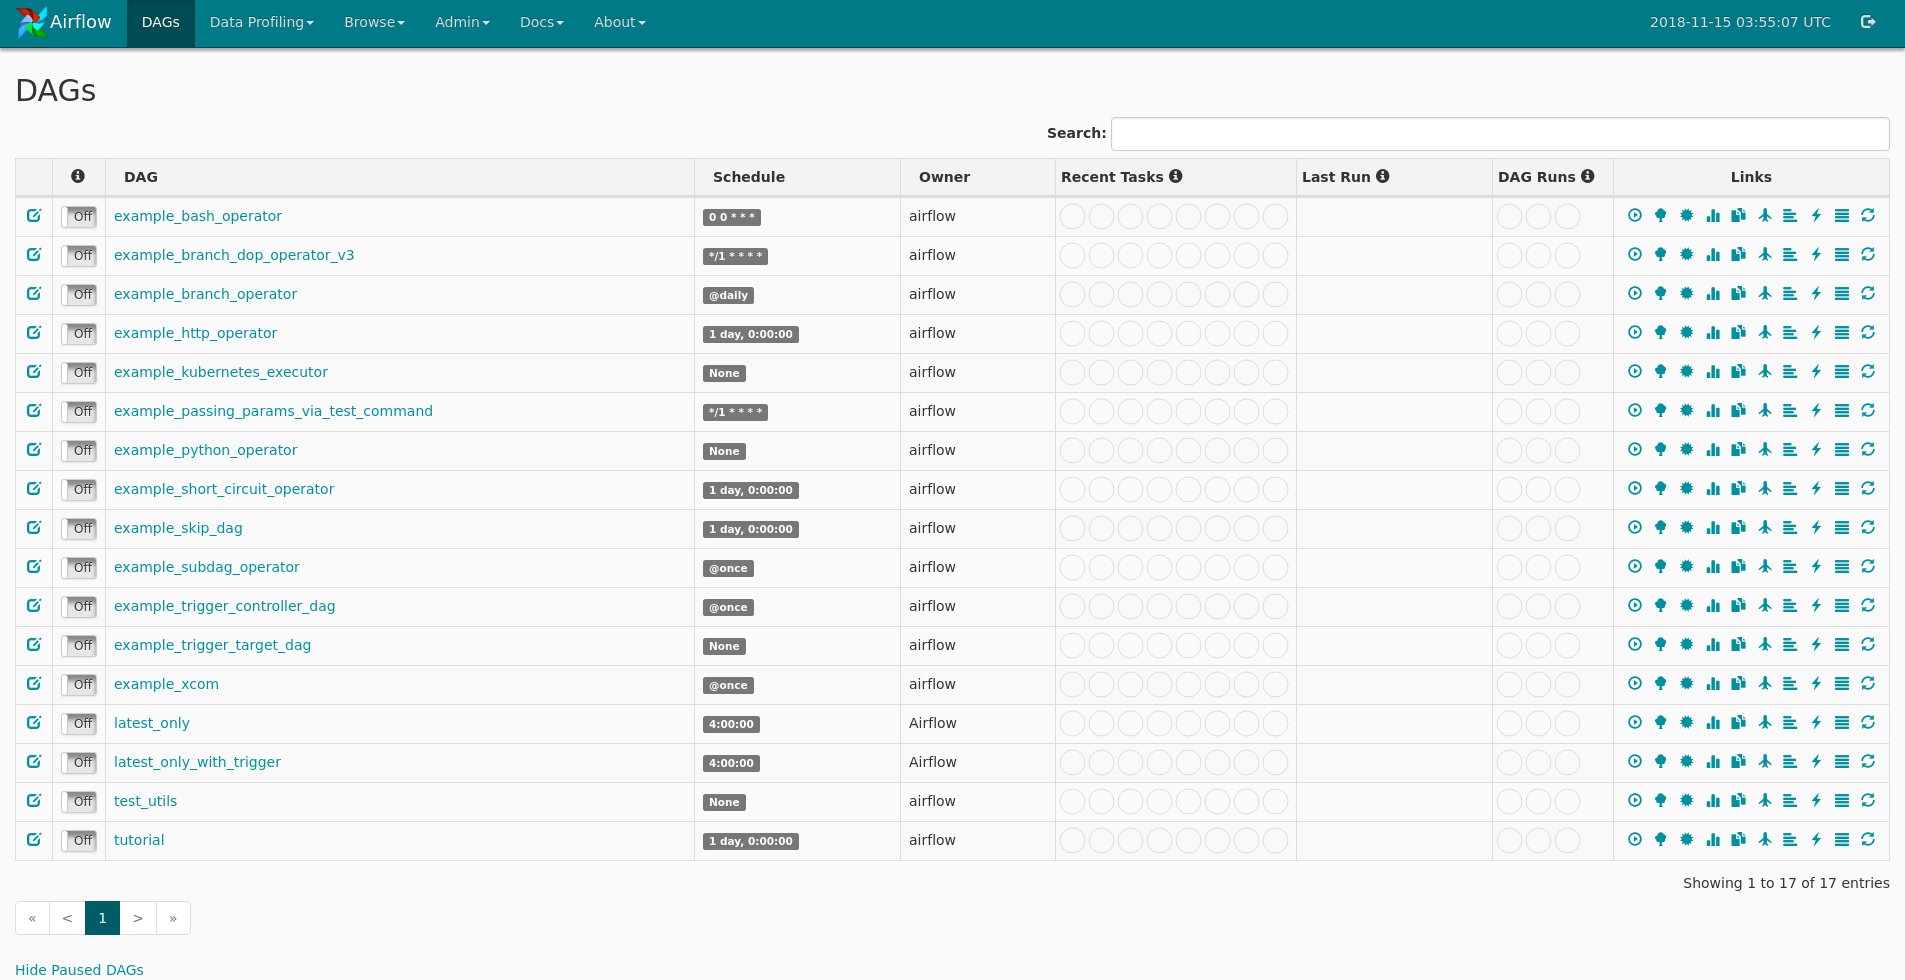 Airflow DAGs Data Profiling Browse Admin Docs About 2018-11-15 03:55:07 UTC
DAGs
Search:
DAG Schedule Owner Recent Tasks Last Run DAG Runs Links
Off example_bash_operator 0 0 * * * airflow
Off example_branch_dop_operator_v3 */1 * * * * airflow
Off example_branch_operator @daily airflow
Off example_http_operator 1 day, 0:00:00 airflow
Off example_kubernetes_executor None airflow
Off example_passing_params_via_test_command */1 * * * * airflow
Off example_python_operator None airflow
Off example_short_circuit_operator 1 day, 0:00:00 airflow
Off example_skip_dag 1 day, 0:00:00 airflow
Off example_subdag_operator @once airflow
Off example_trigger_controller_dag @once airflow
Off example_trigger_target_dag None airflow
Off example_xcom @once airflow
Off latest_only 4:00:00 Airflow
Off latest_only_with_trigger 4:00:00 Airflow
Off test_utils None airflow
Off tutorial 1 day, 0:00:00 airflow
Showing 1 to 17 of 17 entries
« < 1 > »
Hide Paused DAGs